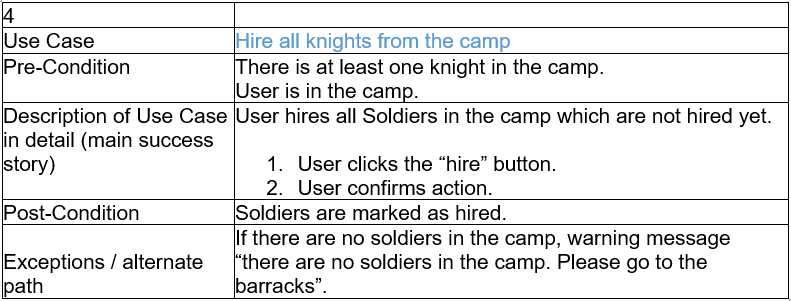 4
Use Case
Hire all knights from the camp
Pre-Condition
There is at least one knight in the camp.
User is in the camp.
Description of Use Case
in detail (main success
story)
User hires all Soldiers in the camp which are not hired yet.
1. User clicks the “hire” button.
2. User confirms action.
Post-Condition
Soldiers are marked as hired.
Exceptions / alternate
path
If there are no soldiers in the camp, warning message
“there are no soldiers in the camp. Please go to the
barracks”.